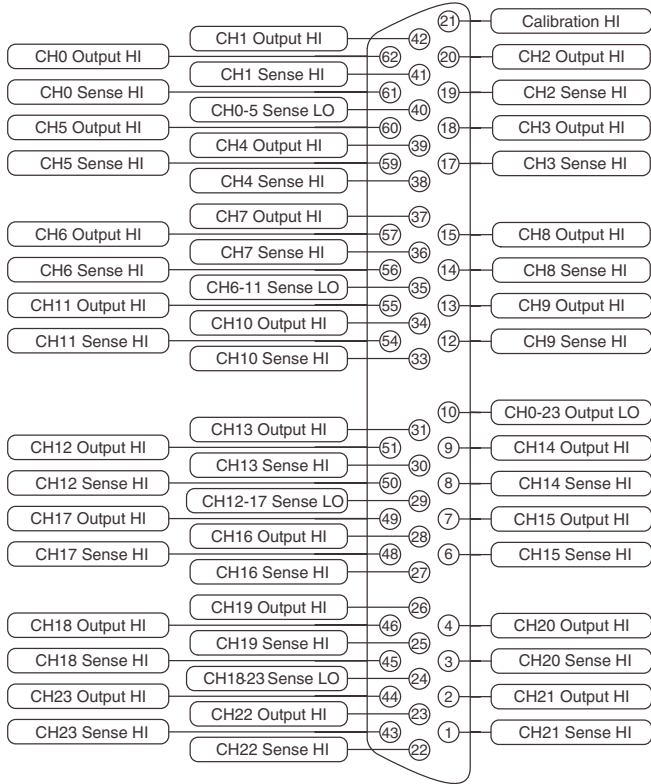 21 Calibration HI
CH1 Output HI 42
CH0 Output HI 62 20 CH2 Output HI
CH1 Sense HI 41
CH0 Sense HI 61 19 CH2 Sense HI
CH0-5 Sense LO 40
CH5 Output HI 60 18 CH3 Output HI
CH4 Output HI 39
CH5 Sense HI 59 17 CH3 Sense HI
CH4 Sense HI 38
CH7 Output HI 37
CH6 Output HI 57 15 CH8 Output HI
CH7 Sense HI 36
CH6 Sense HI 56 14 CH8 Sense HI
CH6-11 Sense LO 35
CH11 Output HI 55 13 CH9 Output HI
CH10 Output HI 34
CH11 Sense HI 54 12 CH9 Sense HI
CH10 Sense HI 33
10 CH0-23 Output LO
CH13 Output HI 31
CH12 Output HI 51 9 CH14 Output HI
CH13 Sense HI 30
CH12 Sense HI 50 8 CH14 Sense HI
CH12-17 Sense LO 29
CH17 Output HI 49 7 CH15 Output HI
CH16 Output HI 28
CH17 Sense HI 48 6 CH15 Sense HI
CH16 Sense HI 27
CH19 Output HI 26
CH18 Output HI 46 4 CH20 Output HI
CH19 Sense HI 25
CH18 Sense HI 45 3 CH20 Sense HI
CH18-23 Sense LO 24
CH23 Output HI 44 2 CH21 Output HI
CH22 Output HI 23
CH23 Sense HI 43 1 CH21 Sense HI
CH22 Sense HI 22